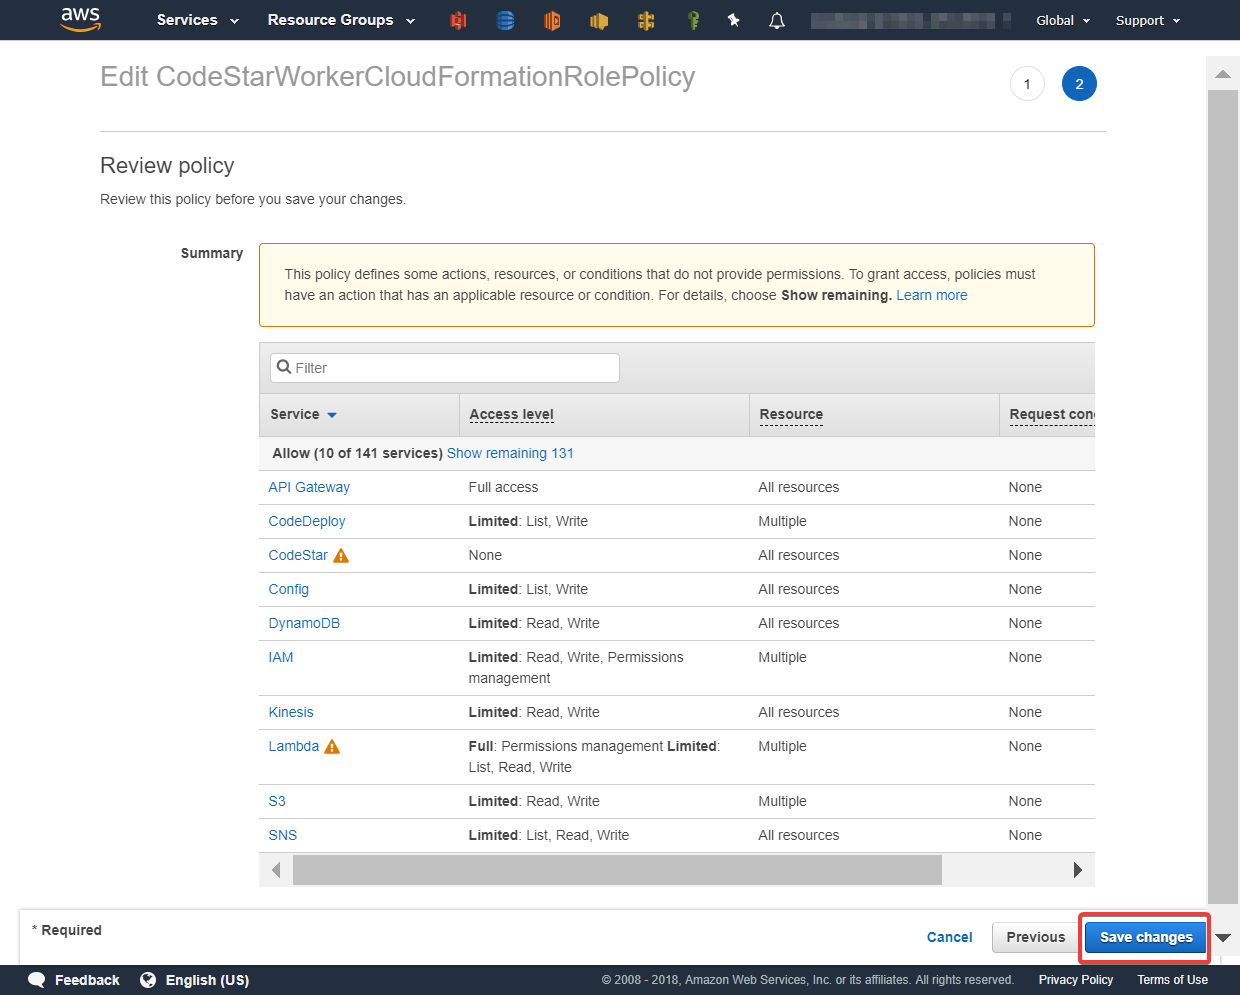 aws Services Resource Groups Global Support
Edit CodeStarWorkerCloudFormationRolePolicy
1 2
Review policy
Review this policy before you save your changes.
Summary
This policy defines some actions, resources, or conditions that do not provide permissions. To grant access, policies must
have an action that has an applicable resource or condition. For details, choose Show remaining. Learn more
Filter
Service Access level Resource Request con
Allow (10 of 141 services) Show remaining 131
API Gateway Full access All resources None
CodeDeploy Limited: List, Write Multiple None
CodeStar None All resources None
Config Limited: List, Write All resources None
DynamoDB Limited: Read, Write All resources None
IAM Limited: Read, Write, Permissions Multiple None
management
Kinesis Limited: Read, Write All resources None
Lambda Full: Permissions management Limited: Multiple None
List, Read, Write
S3 Limited: Read, Write Multiple None
SNS Limited: List, Read, Write All resources None
* Required Cancel Previous Save changes
Feedback English (US) © 2008 - 2018, Amazon Web Services, Inc. or its affiliates. All rights reserved. Privacy Policy Terms of Use